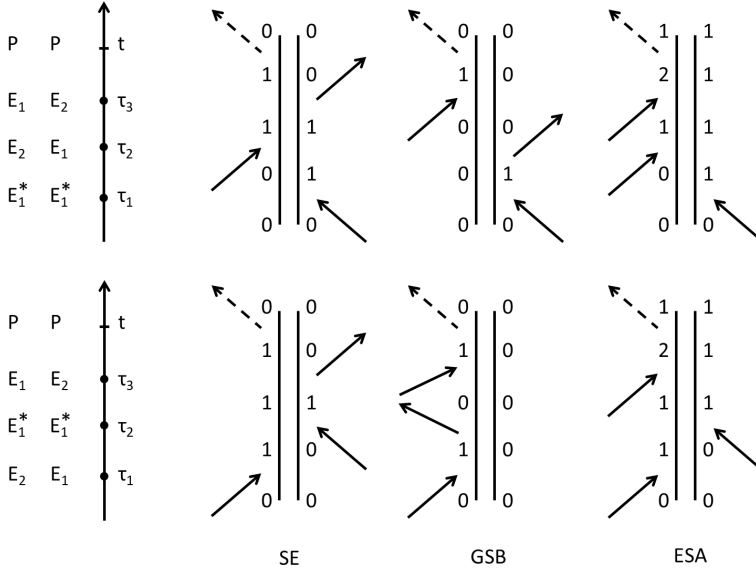 0 0 0 0 1 1
P P t
1 0 1 0 2 1
E₁ E₂ τ₃
1 1 0 0 1 1
E₂ E₁ τ₂
0 1 0 1 0 1
E₁* E₁* τ₁
0 0 0 0 0 0
0 0 0 0 1 1
P P t
1 0 1 0 2 1
E₁ E₂ τ₃
1 1 0 0 1 1
E₁* E₁* τ₂
1 0 1 0 1 0
E₂ E₁ τ₁
0 0 0 0 0 0
SE GSB ESA